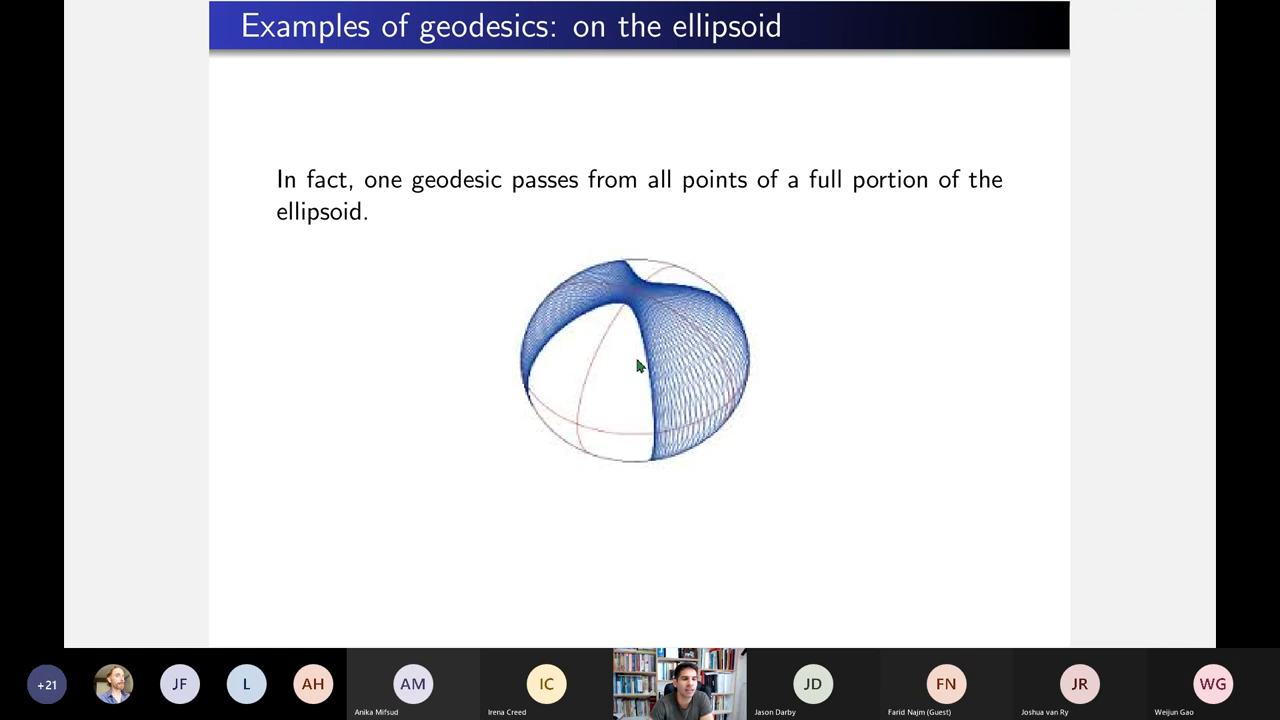 Examples of geodesics: on the ellipsoid
In fact, one geodesic passes from all points of a full portion of the
ellipsoid.
+21
JF
L
AH
AM
IC
JD
FN
JR
WG
Anika Mifsud
Irena Creed
Jason Darby
Farid Najm (Guest)
Joshua van Ry
Weijun Gao